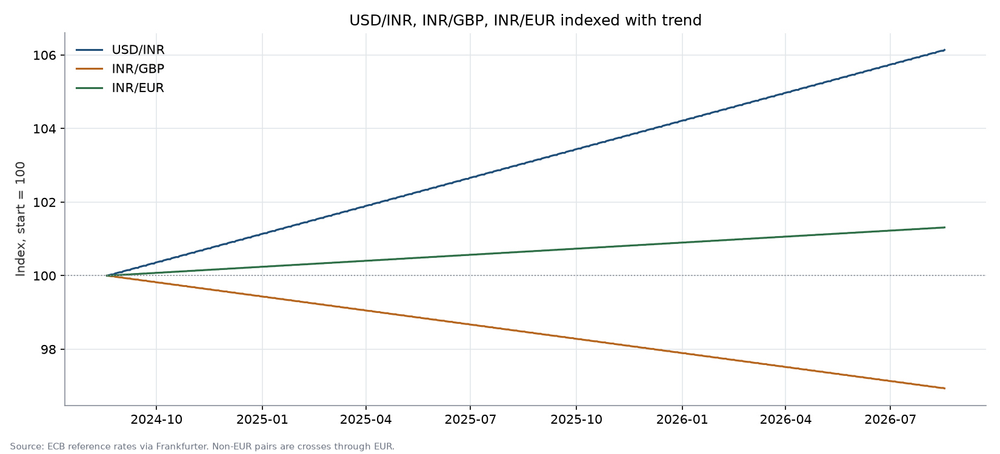 USD/INR, INR/GBP, INR/EUR indexed with trend
USD/INR
INR/GBP
INR/EUR
Index, start = 100
106
104
102
100
98
2024-10
2025-01
2025-04
2025-07
2025-10
2026-01
2026-04
2026-07
Source: ECB reference rates via Frankfurter. Non-EUR pairs are crosses through EUR.